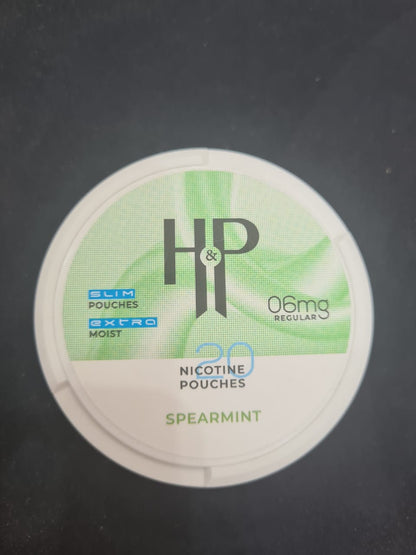 H&P
SLIM
POUCHES
EXTRA
MOIST
06mg
REGULAR
20
NICOTINE
POUCHES
SPEARMINT